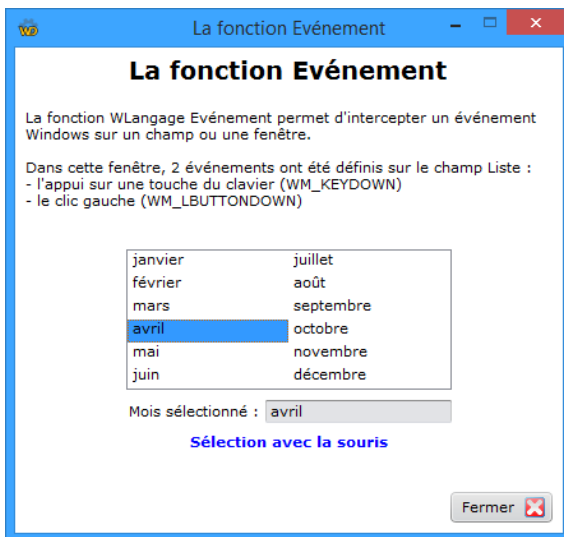 La fonction Evénement
La fonction Evénement
La fonction WLangage Evénement permet d'intercepter un événement
Windows sur un champ ou une fenêtre.
Dans cette fenêtre, 2 événements ont été définis sur le champ Liste :
- l'appui sur une touche du clavier (WM_KEYDOWN)
- le clic gauche (WM_LBUTTONDOWN)
janvier juillet
février août
mars septembre
avril octobre
mai novembre
juin décembre
Mois sélectionné : avril
Sélection avec la souris
Fermer